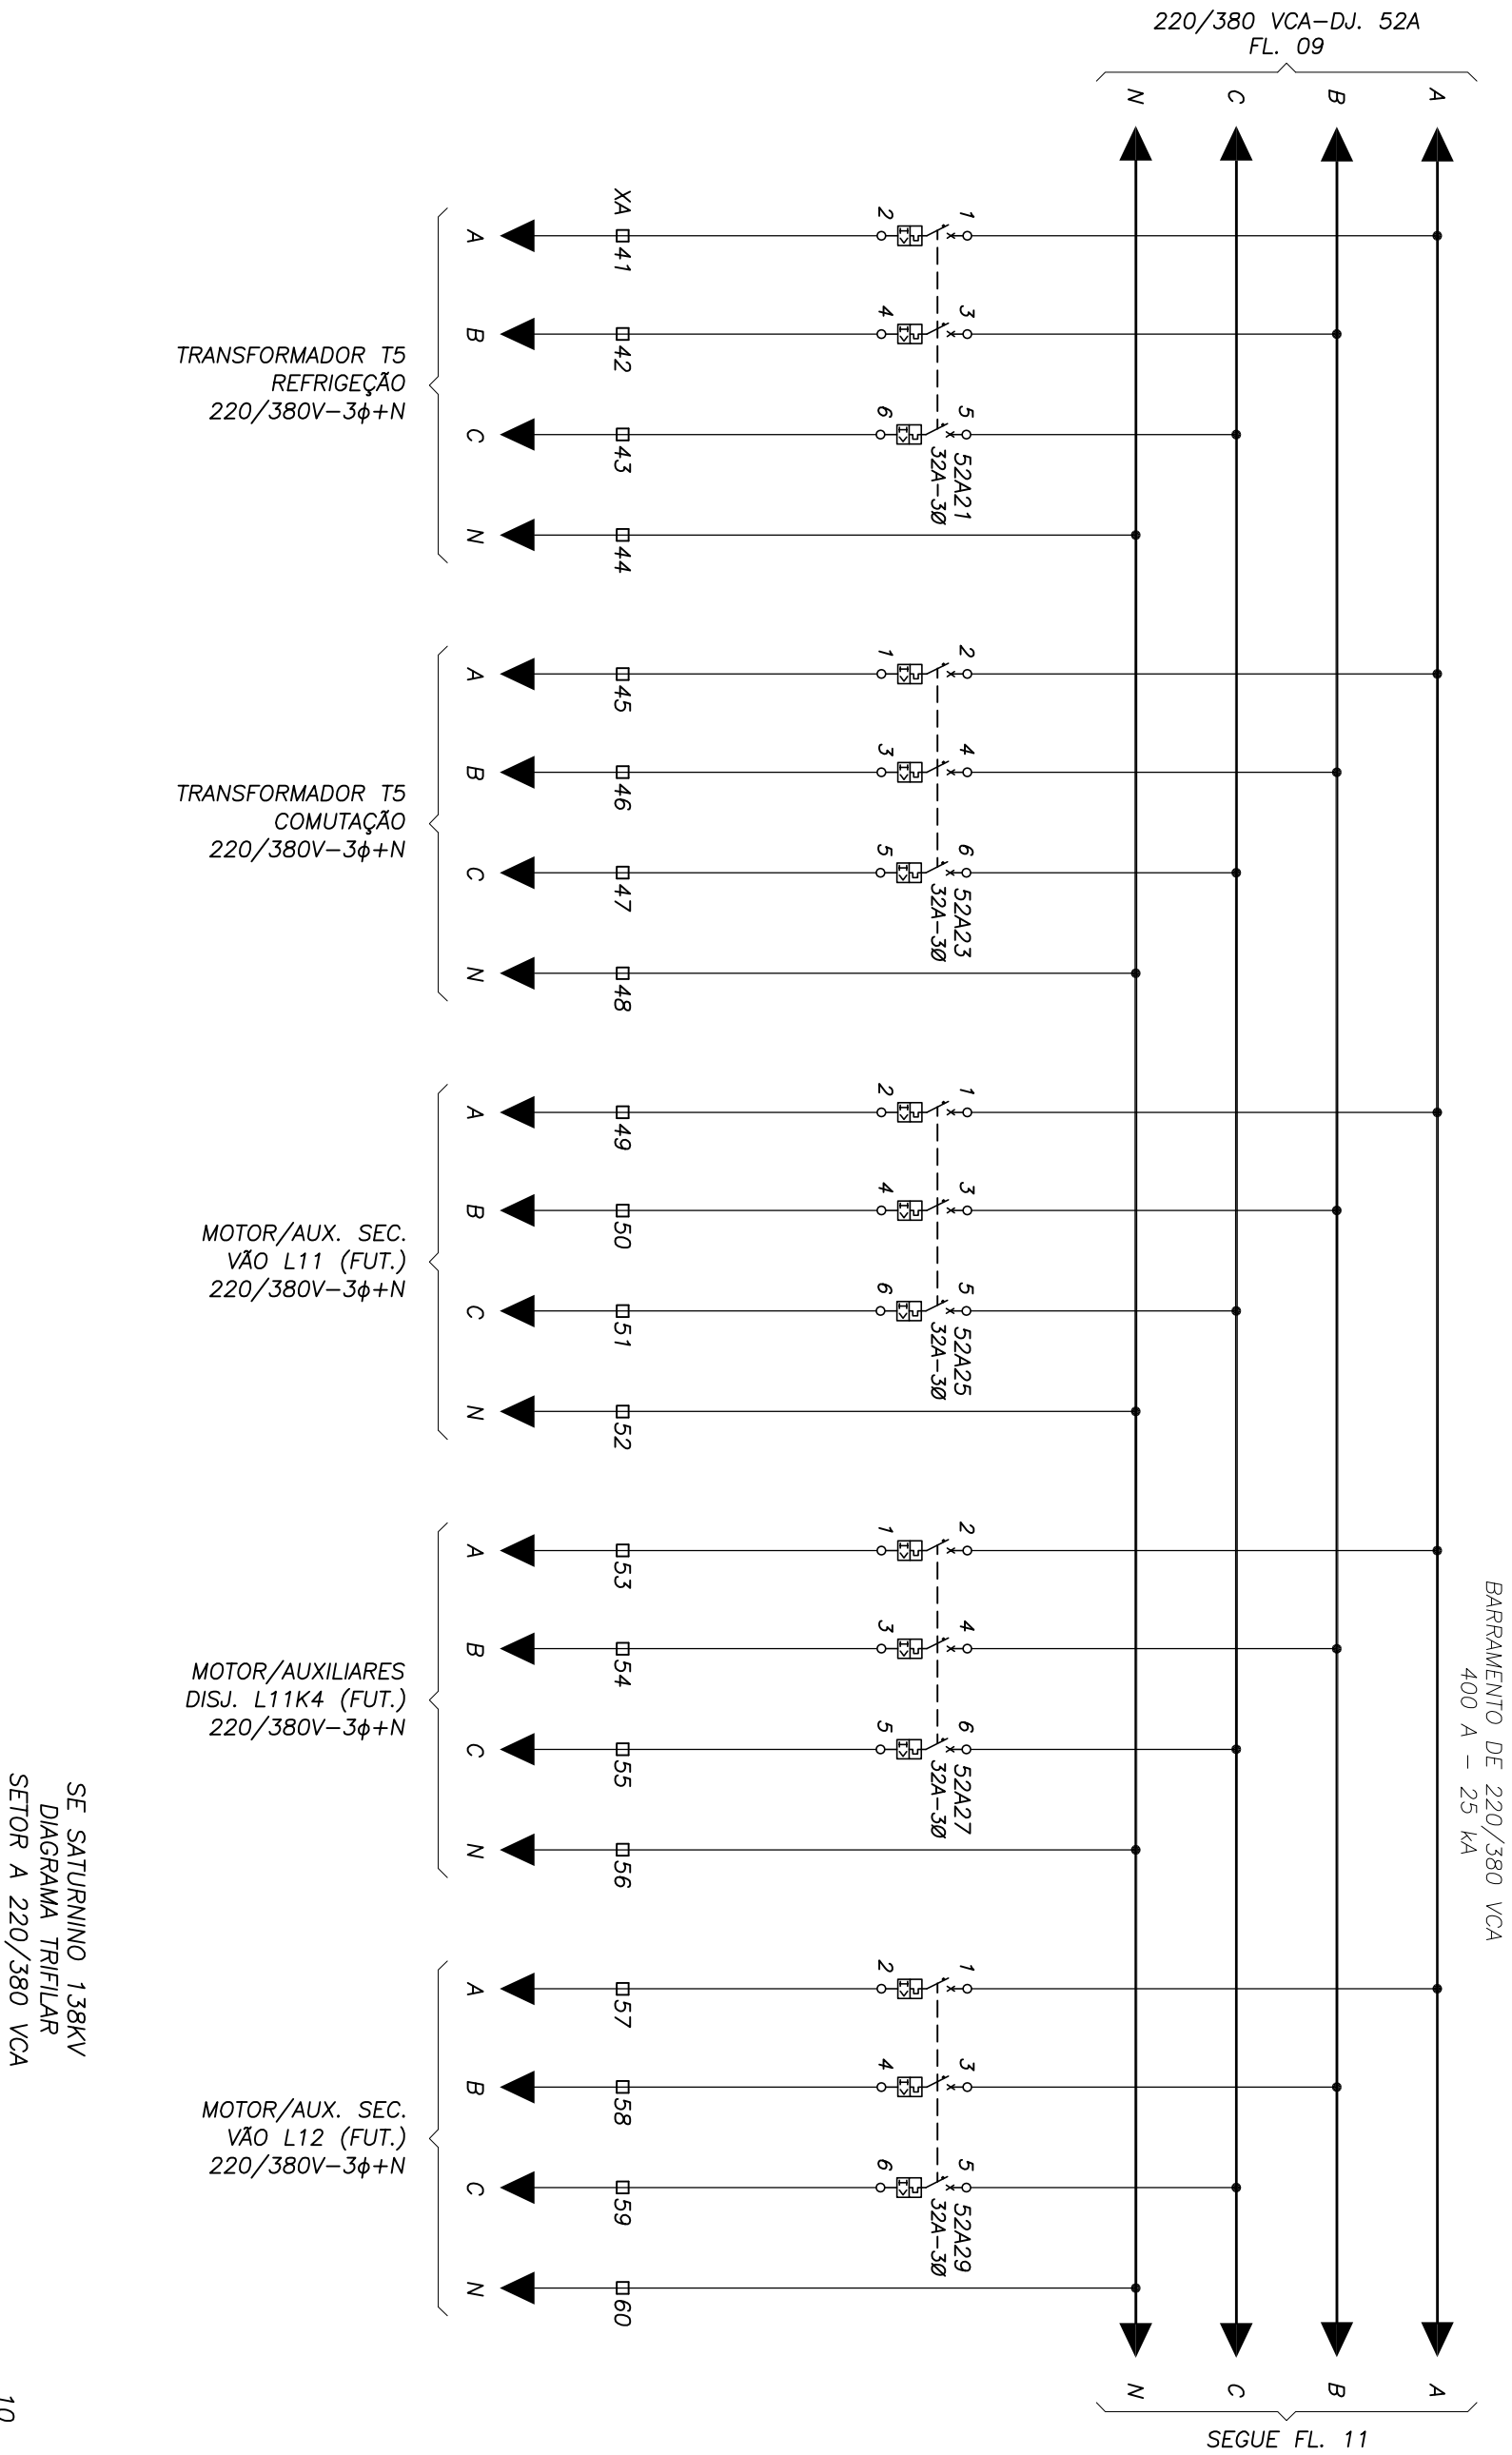 220/380 VCA-DJ. 52A
FL. 09
N
C
B
A
BARRAMENTO DE 220/380 VCA
400 A - 25 kA
1
3
5
2
4
6
52A21
32A-3Ø
XA
41
42
43
44
A
B
C
N
TRANSFORMADOR T5
REFRIGEÇÃO
220/380V-3ϕ+N
2
4
6
1
3
5
52A23
32A-3Ø
45
46
47
48
A
B
C
N
TRANSFORMADOR T5
COMUTAÇÃO
220/380V-3ϕ+N
1
3
5
2
4
6
52A25
32A-3Ø
49
50
51
52
A
B
C
N
MOTOR/AUX. SEC.
VÃO L11 (FUT.)
220/380V-3ϕ+N
2
4
6
1
3
5
52A27
32A-3Ø
53
54
55
56
A
B
C
N
MOTOR/AUXILIARES
DISJ. L11K4 (FUT.)
220/380V-3ϕ+N
1
3
5
2
4
6
52A29
32A-3Ø
57
58
59
60
A
B
C
N
MOTOR/AUX. SEC.
VÃO L12 (FUT.)
220/380V-3ϕ+N
N
C
B
A
SEGUE FL. 11
SE SATURNINO 138KV
DIAGRAMA TRIFILAR
SETOR A 220/380 VCA
10